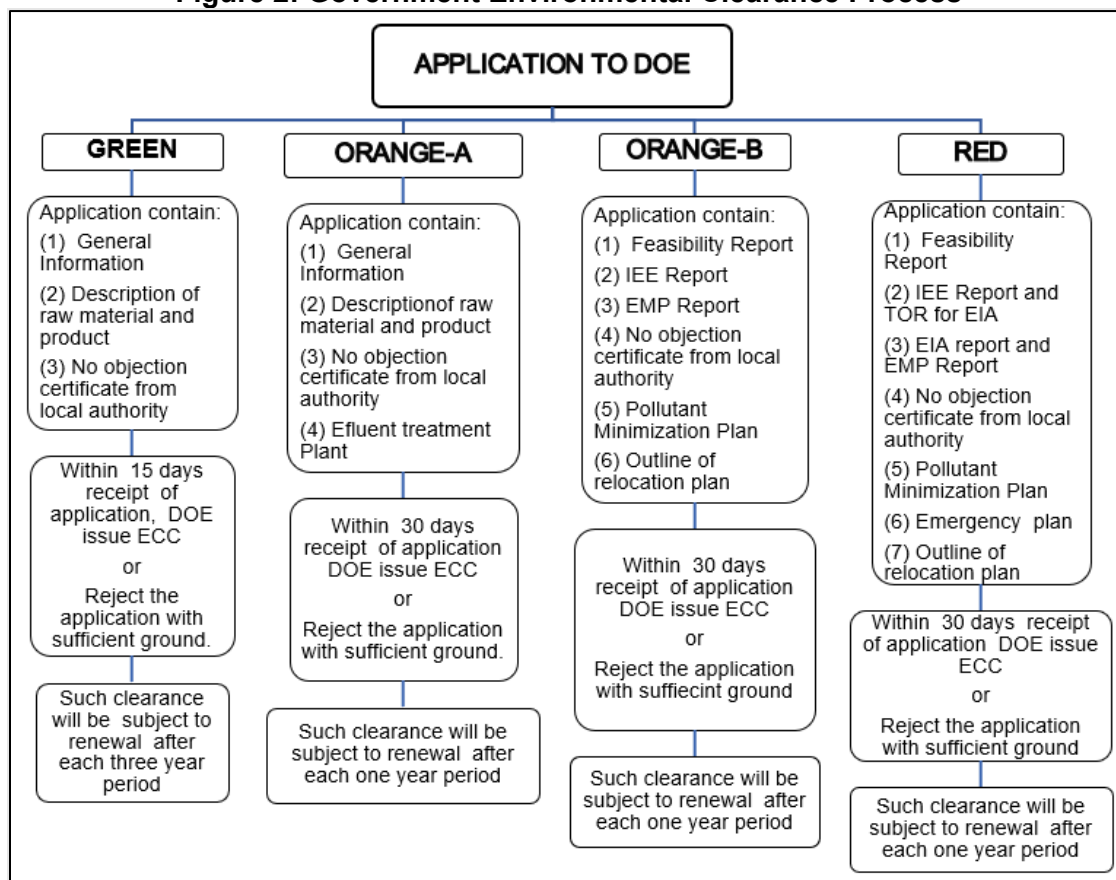 Figure 2: Government Environmental Clearance Process
APPLICATION TO DOE
GREEN
Application contain:
(1) General
Information
(2) Description of
raw material and
product
(3) No objection
certificate from
local authority
Within 15 days
receipt of
application, DOE
issue ECC
or
Reject the
application with
sufficient ground.
Such clearance
will be subject to
renewal after
each three year
period
ORANGE-A
Application contain:
(1) General
Information
(2) Descriptionof raw
material and product
(3) No objection
certificate from local
authority
(4) Efluent treatment
Plant
Within 30 days
receipt of application
DOE issue ECC
or
Reject the application
with sufficient ground.
Such clearance will be
subject to renewal after
each one year period
ORANGE-B
Application contain:
(1) Feasibility Report
(2) IEE Report
(3) EMP Report
(4) No objection
certificate from local
authority
(5) Pollutant
Minimization Plan
(6) Outline of
relocation plan
Within 30 days
receipt of application
DOE issue ECC
or
Reject the application
with suffiecint ground
Such clearance will be
subject to renewal after
each one year period
RED
Application contain:
(1) Feasibility
Report
(2) IEE Report and
TOR for EIA
(3) EIA report and
EMP Report
(4) No objection
certificate from local
authority
(5) Pollutant
Minimization Plan
(6) Emergency plan
(7) Outline of
relocation plan
Within 30 days receipt
of application DOE issue
ECC
or
Reject the application
with sufficient ground
Such clearance will be
subject to renewal after
each one year period